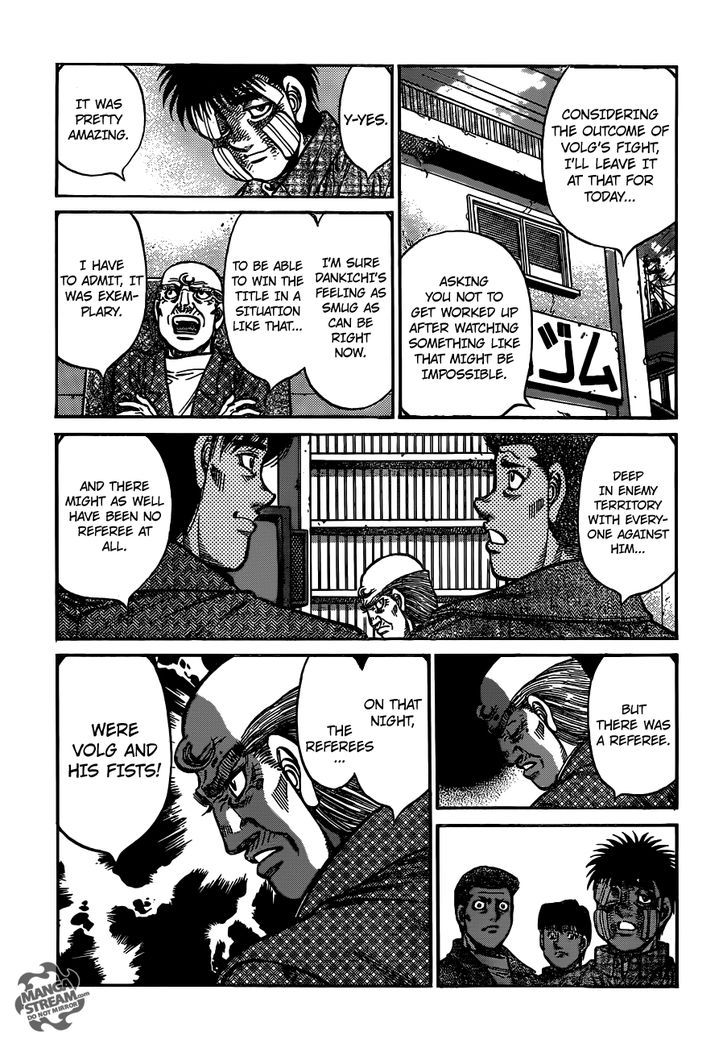 CONSIDERING
THE OUTCOME OF
VOLG'S FIGHT,
I'LL LEAVE IT
AT THAT FOR
TODAY...
ASKING
YOU NOT TO
GET WORKED UP
AFTER WATCHING
SOMETHING LIKE
THAT MIGHT BE
IMPOSSIBLE.
ジム
Y-YES.
IT WAS
PRETTY
AMAZING.
I'M SURE
DANKICHI'S
FEELING AS
SMUG AS
CAN BE
RIGHT
NOW.
TO BE ABLE
TO WIN THE
TITLE IN A
SITUATION
LIKE THAT...
I HAVE
TO ADMIT, IT
WAS EXEM-
PLARY.
DEEP
IN ENEMY
TERRITORY
WITH EVERY-
ONE AGAINST
HIM...
AND THERE
MIGHT AS WELL
HAVE BEEN NO
REFEREE AT
ALL.
BUT
THERE WAS
A REFEREE.
ON THAT
NIGHT,
THE
REFEREES
...
WERE
VOLG AND
HIS FISTS!
MANGA
STREAM.COM
DO NOT MIRROR